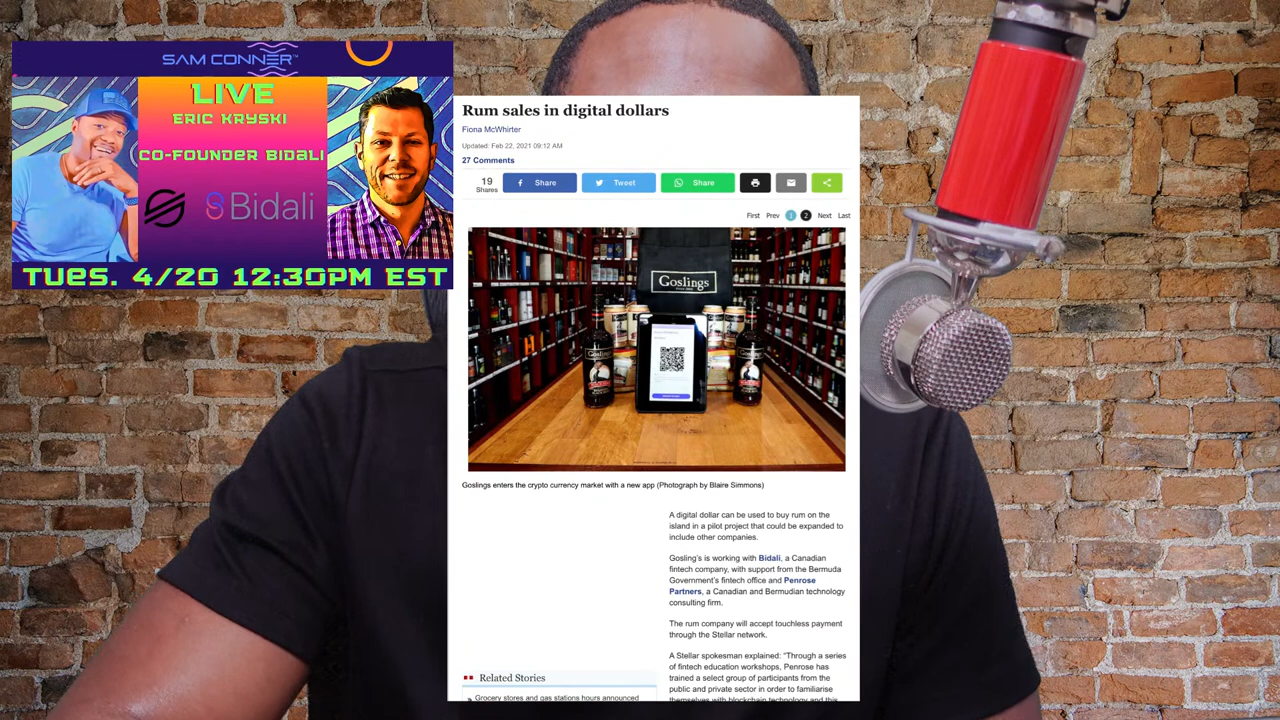 SAM CONNER™
LIVE
ERIC KRYSKI
CO-FOUNDER BIDALI
Bidali
TUES. 4/20 12:30PM EST
Rum sales in digital dollars
Fiona McWhirter
Updated: Feb 22, 2021 09:12 AM
27 Comments
19
Shares
Share
Tweet
Share
First Prev 1 2 Next Last
Goslings
Goslings enters the crypto currency market with a new app (Photograph by Blaire Simmons)
A digital dollar can be used to buy rum on the
island in a pilot project that could be expanded to
include other companies.
Gosling's is working with Bidali, a Canadian
fintech company, with support from the Bermuda
Government's fintech office and Penrose
Partners, a Canadian and Bermudian technology
consulting firm.
The rum company will accept touchless payment
through the Stellar network.
A Stellar spokesman explained: "Through a series
of fintech education workshops, Penrose has
trained a select group of participants from the
public and private sector in order to familiarise
themselves with blockchain technology and this
Related Stories
» Grocery stores and gas stations hours announced